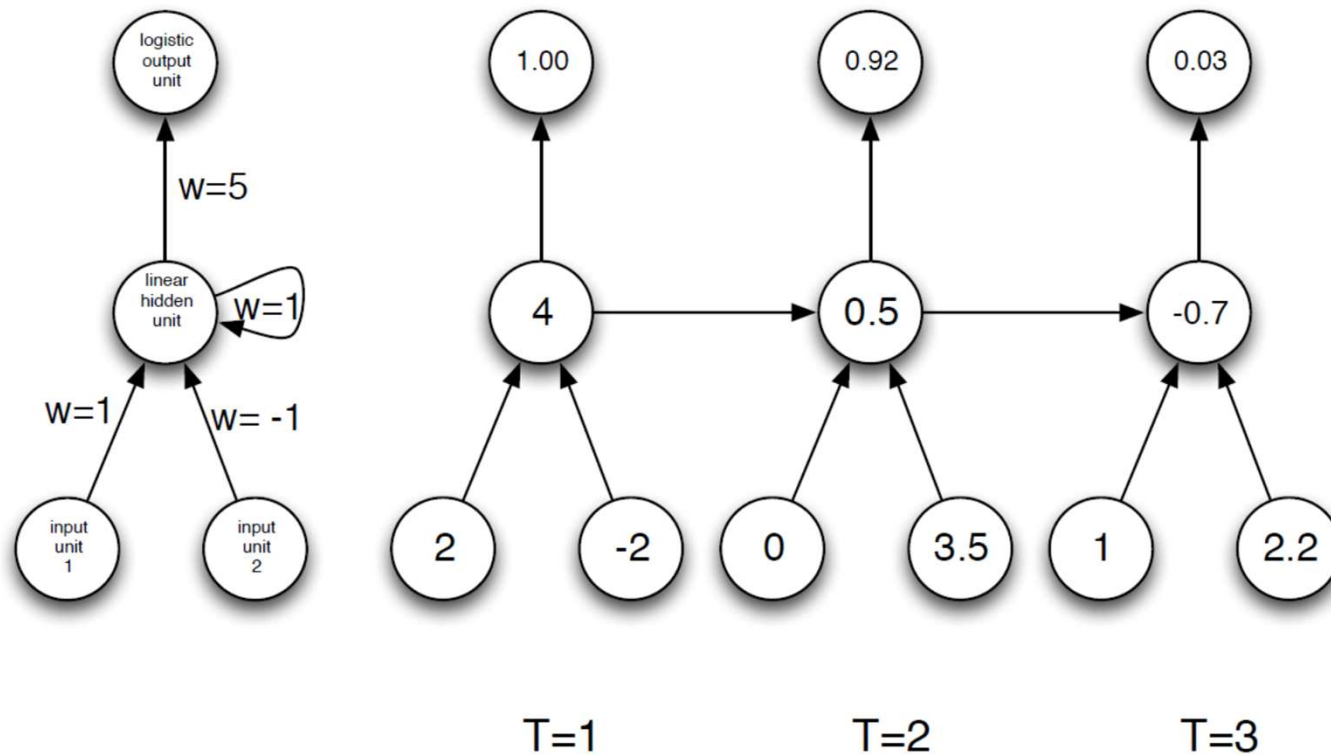 logistic
output
unit
1.00
0.92
0.03
w=5
linear
hidden
unit
w=1
4
0.5
-0.7
w=1
w= -1
input
unit
1
input
unit
2
2
-2
0
3.5
1
2.2
T=1
T=2
T=3